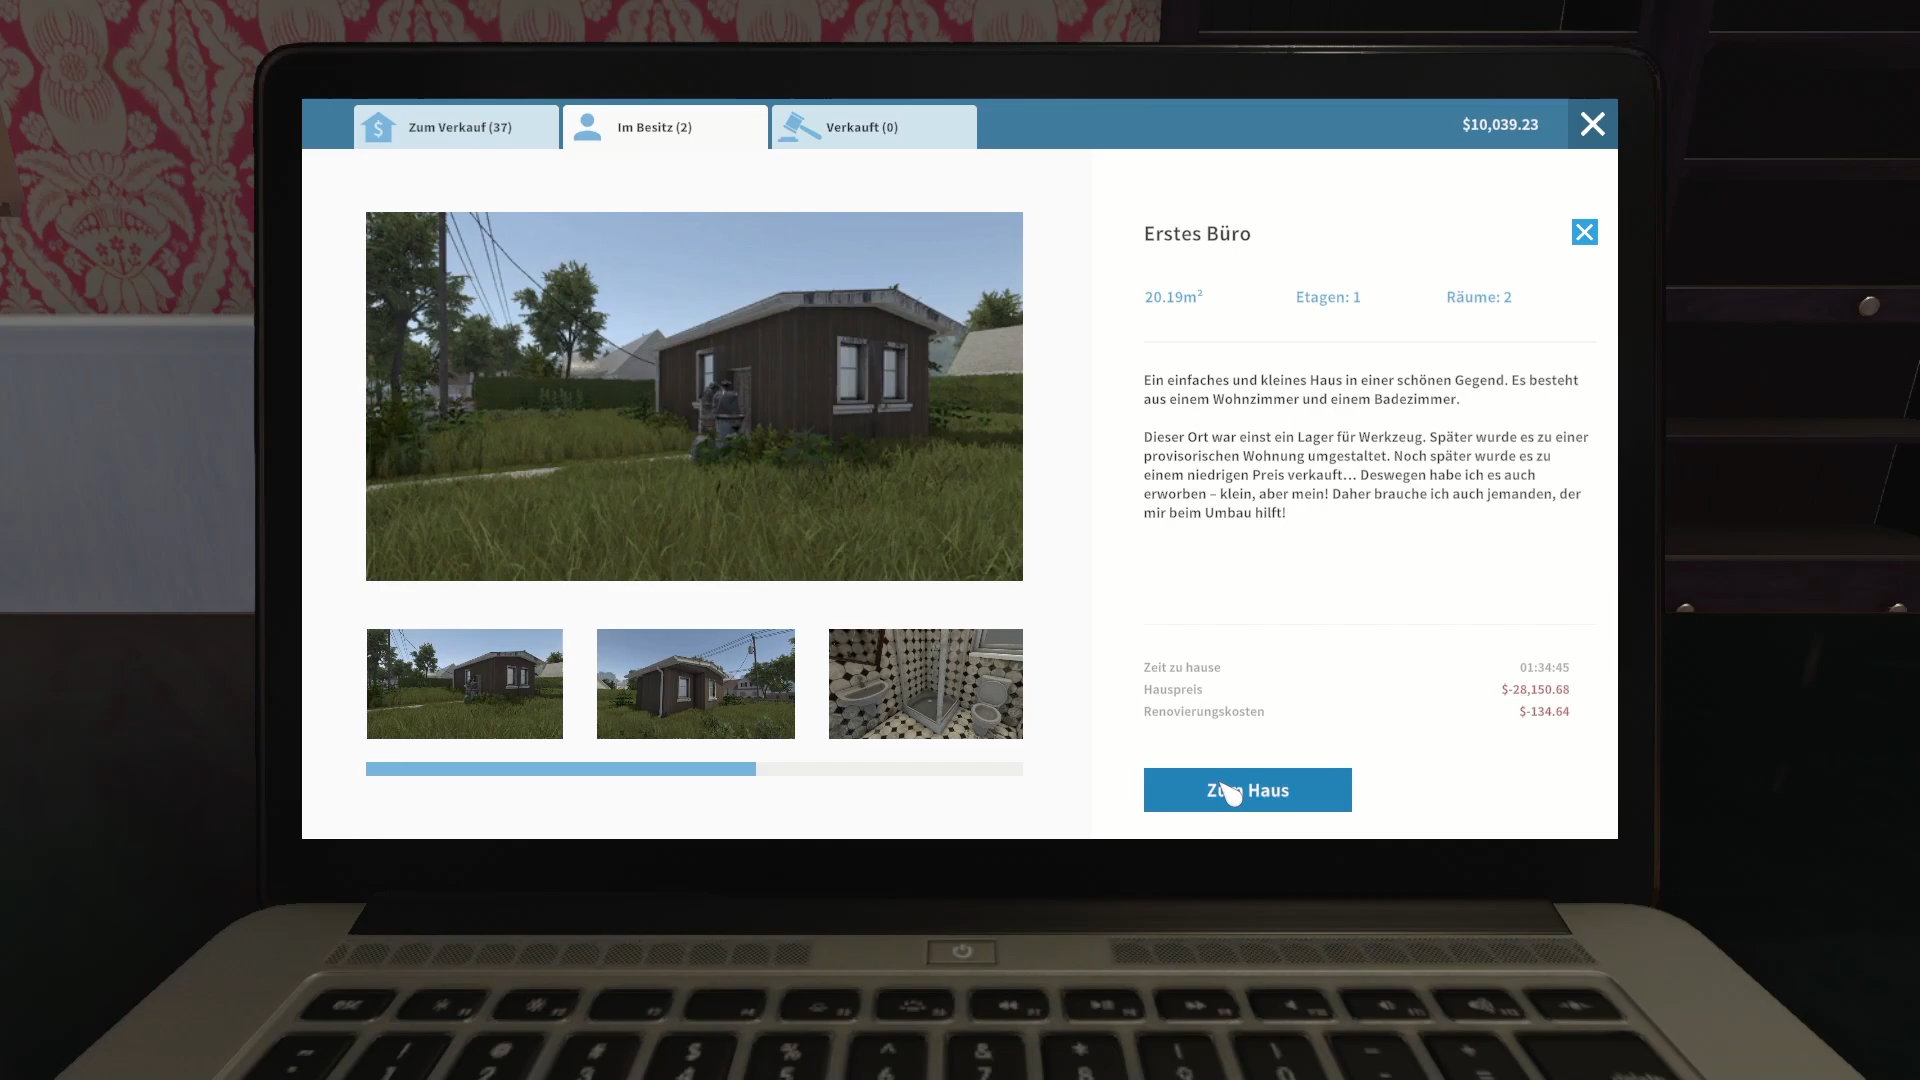 Zum Verkauf (37)
Im Besitz (2)
Verkauft (0)
$10,039.23
Erstes Büro
20.19m²
Etagen: 1
Räume: 2
Ein einfaches und kleines Haus in einer schönen Gegend. Es besteht
aus einem Wohnzimmer und einem Badezimmer.
Dieser Ort war einst ein Lager für Werkzeug. Später wurde es zu einer
provisorischen Wohnung umgestaltet. Noch später wurde es zu
einem niedrigen Preis verkauft... Deswegen habe ich es auch
erworben – klein, aber mein! Daher brauche ich auch jemanden, der
mir beim Umbau hilft!
Zeit zu hause 01:34:45
Hauspreis $-28,150.68
Renovierungskosten $-134.64
Zum Haus
esc